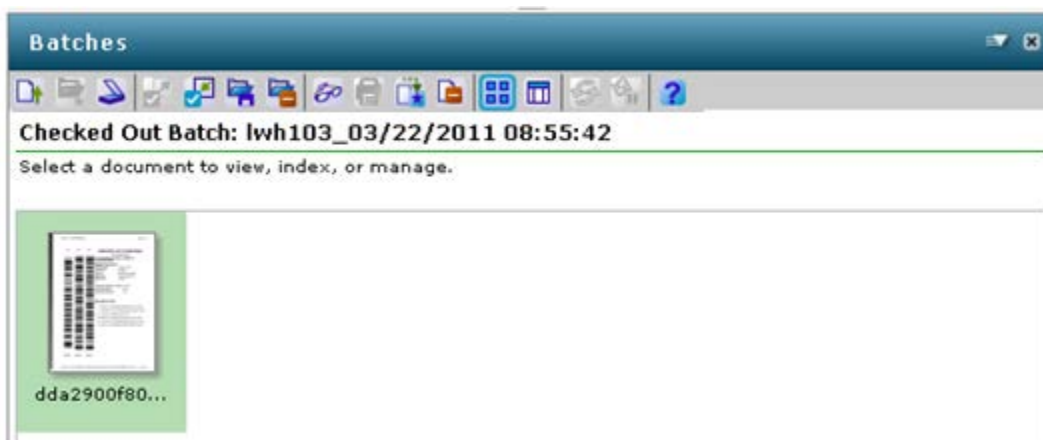 Batches
Checked Out Batch: lwh103_03/22/2011 08:55:42
Select a document to view, index, or manage.
dda2900f80...